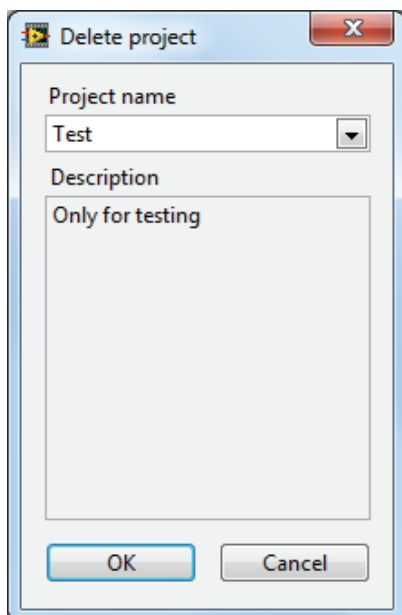 Delete project
Project name
Test
Description
Only for testing
OK Cancel